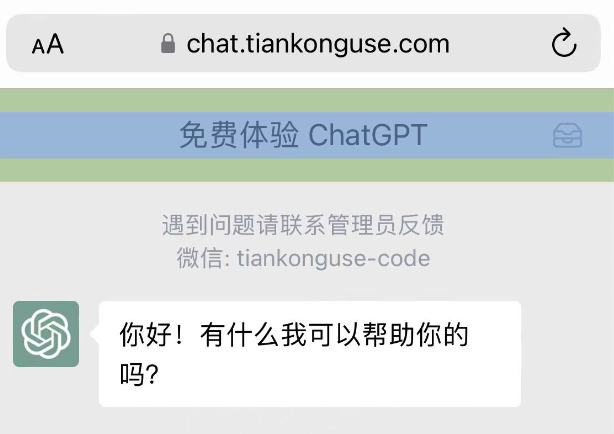 AA
chat.tiankonguse.com
免费体验 ChatGPT
遇到问题请联系管理员反馈
微信: tiankonguse-code
你好！有什么我可以帮助你的
吗？